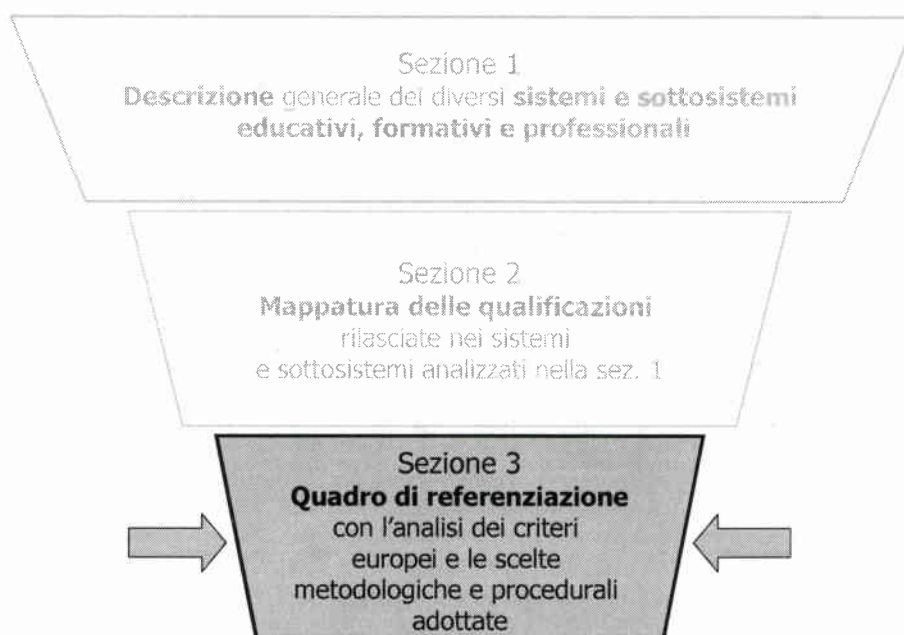 Sezione 1
Descrizione generale dei diversi sistemi e sottosistemi
educativi, formativi e professionali
Sezione 2
Mappatura delle qualificazioni
rilasciate nei sistemi
e sottosistemi analizzati nella sez. 1
Sezione 3
Quadro di referenziazione
con l'analisi dei criteri
europei e le scelte
metodologiche e procedurali
adottate